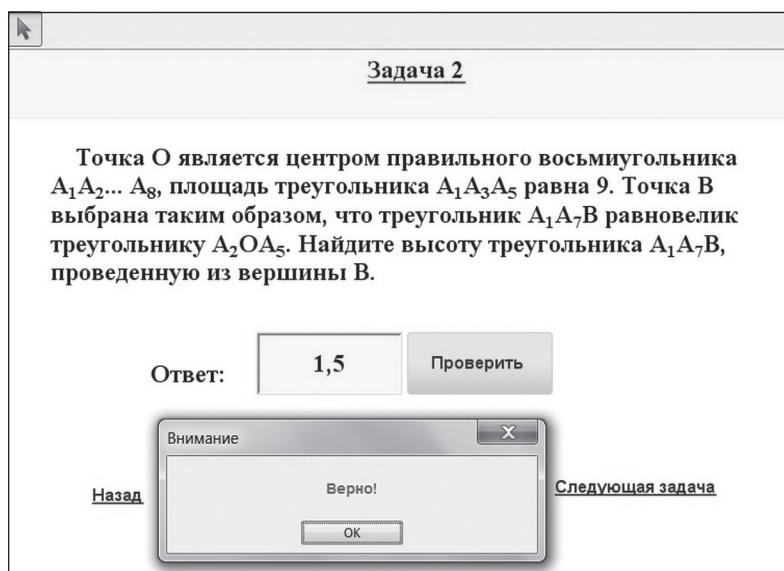 Задача 2
Точка O является центром правильного восьмиугольника
A₁A₂... A₈, площадь треугольника A₁A₃A₅ равна 9. Точка B
выбрана таким образом, что треугольник A₁A₇B равновелик
треугольнику A₂OA₅. Найдите высоту треугольника A₁A₇B,
проведенную из вершины B.
Ответ: 1,5 Проверить
Внимание X
Назад Верно! Следующая задача
OK